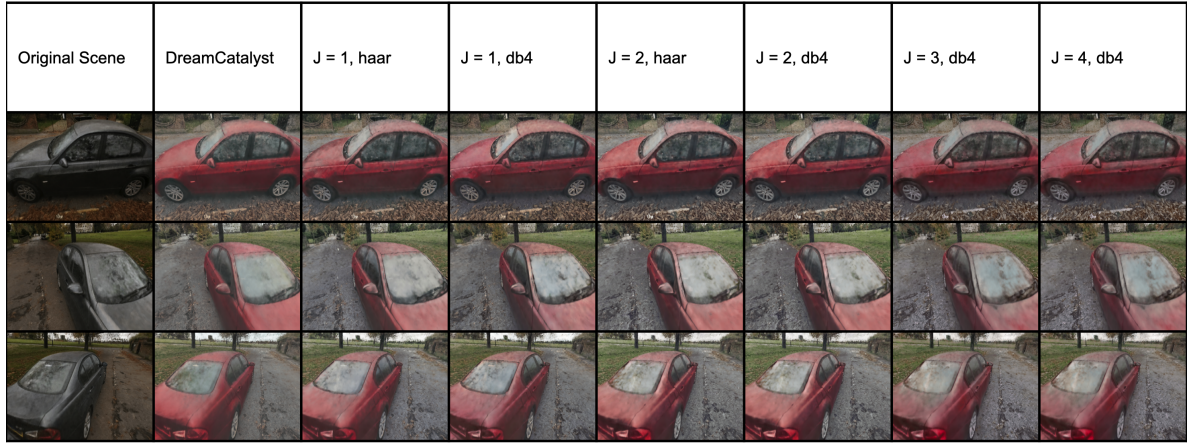 Original Scene
DreamCatalyst
J = 1, haar
J = 1, db4
J = 2, haar
J = 2, db4
J = 3, db4
J = 4, db4